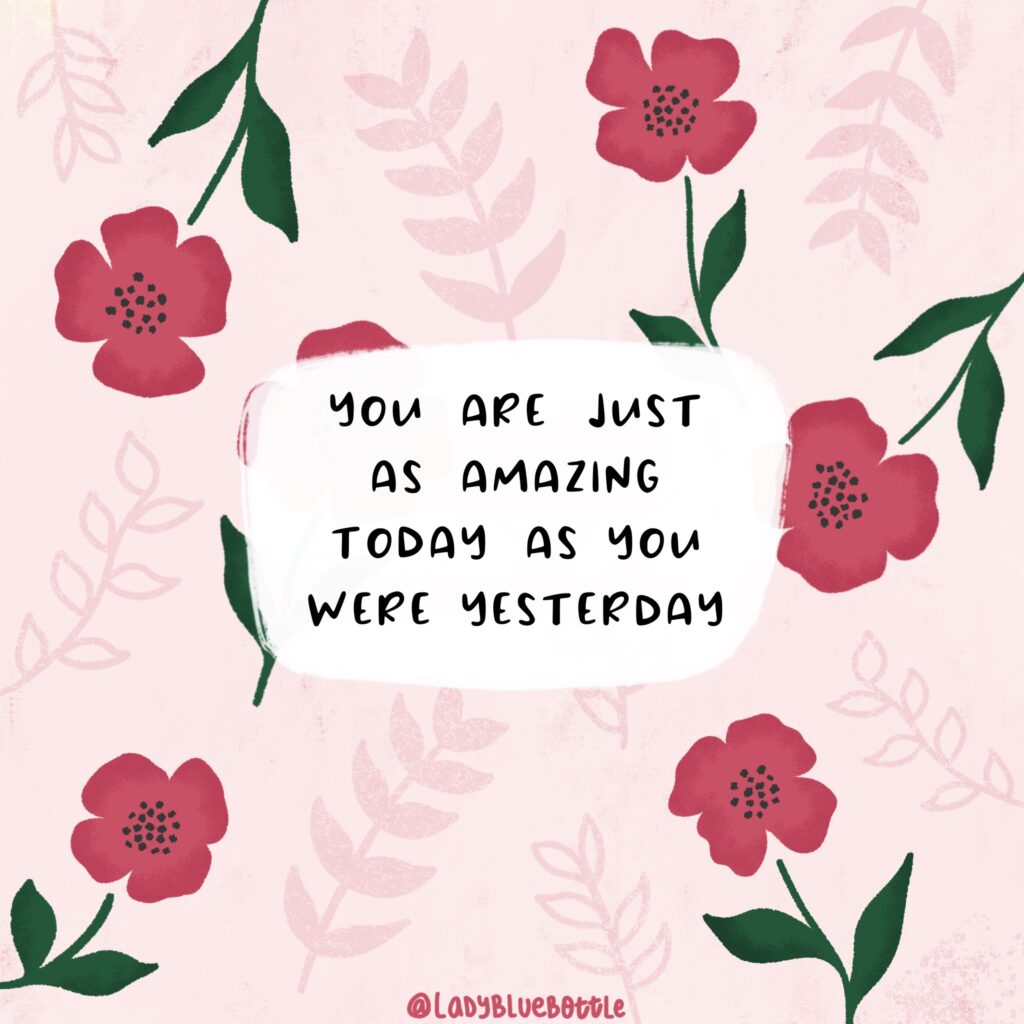 YOU ARE JUST
AS AMAZING
TODAY AS YOU
WERE YESTERDAY
@LADYBLUEBOTTLE